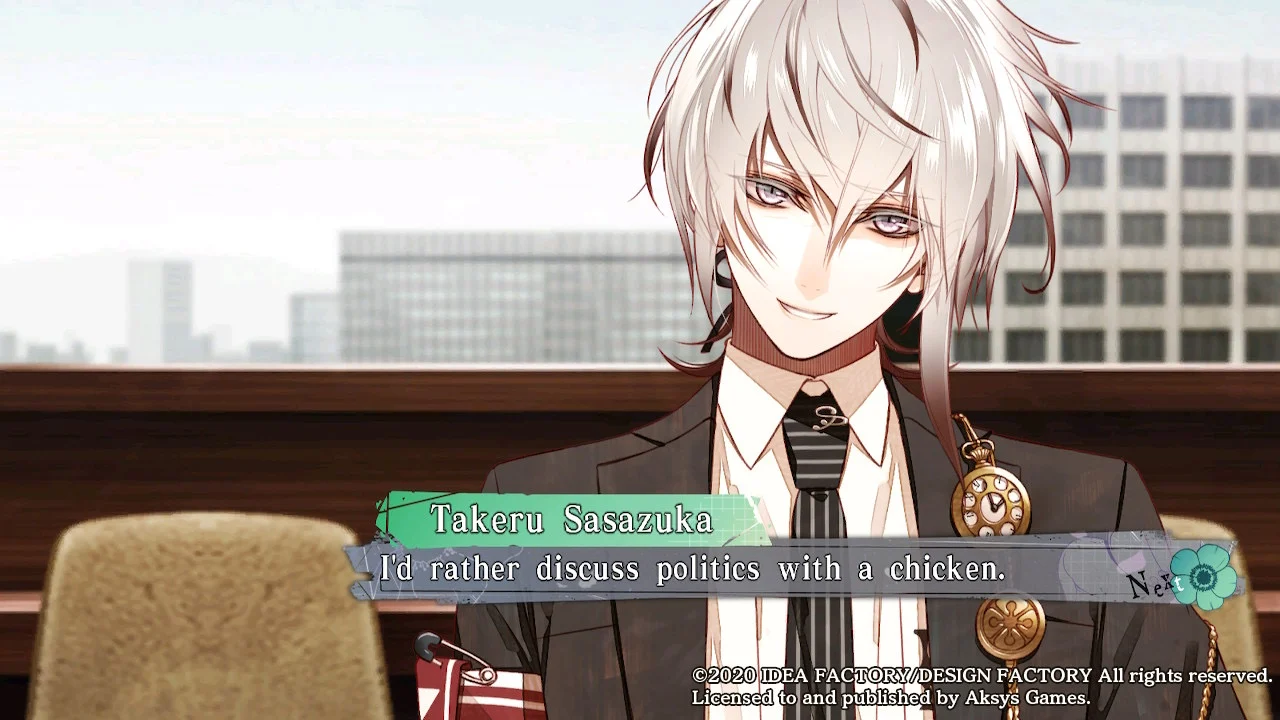 Takeru Sasazuka
I'd rather discuss politics with a chicken.
Next
©2020 IDEA FACTORY/DESIGN FACTORY All rights reserved.
Licensed to and published by Aksys Games.